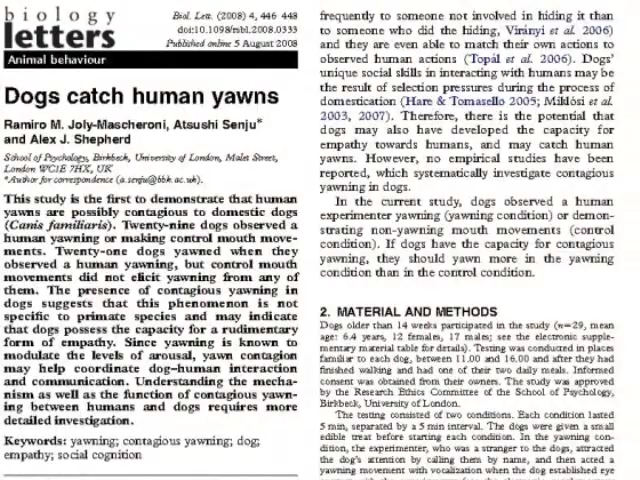 biology
letters
Animal behaviour
Biol. Lett. (2008) 4, 446–448
doi:10.1098/rsbl.2008.0333
Published online 5 August 2008
Dogs catch human yawns
Ramiro M. Joly-Mascheroni, Atsushi Senju*
and Alex J. Shepherd
School of Psychology, Birkbeck, University of London, Malet Street,
London WC1E 7HX, UK
*Author for correspondence (a.senju@bbk.ac.uk).
This study is the first to demonstrate that human
yawns are possibly contagious to domestic dogs
(Canis familiaris). Twenty-nine dogs observed a
human yawning or making control mouth move-
ments. Twenty-one dogs yawned when they
observed a human yawning, but control mouth
movements did not elicit yawning from any of
them. The presence of contagious yawning in
dogs suggests that this phenomenon is not
specific to primate species and may indicate
that dogs possess the capacity for a rudimentary
form of empathy. Since yawning is known to
modulate the levels of arousal, yawn contagion
may help coordinate dog–human interaction
and communication. Understanding the mecha-
nism as well as the function of contagious yawn-
ing between humans and dogs requires more
detailed investigation.
Keywords: yawning; contagious yawning; dog;
empathy; social cognition
frequently to someone not involved in hiding it than
to someone who did the hiding, Virányi et al. 2006)
and they are even able to match their own actions to
observed human actions (Topál et al. 2006). Dogs'
unique social skills in interacting with humans may be
the result of selection pressures during the process of
domestication (Hare & Tomasello 2005; Miklósi et al.
2003, 2007). Therefore, there is the potential that
dogs may also have developed the capacity for
empathy towards humans, and may catch human
yawns. However, no empirical studies have been
reported, which systematically investigate contagious
yawning in dogs.
In the current study, dogs observed a human
experimenter yawning (yawning condition) or demon-
strating non-yawning mouth movements (control
condition). If dogs have the capacity for contagious
yawning, they should yawn more in the yawning
condition than in the control condition.
2. MATERIAL AND METHODS
Dogs older than 14 weeks participated in the study (n=29, mean
age: 6.4 years, 12 females, 17 males; see the electronic supple-
mentary material table for details). Testing was conducted in places
familiar to each dog, between 11.00 and 16.00 and after they had
finished walking and had one of their two daily meals. Informed
consent was obtained from their owners. The study was approved
by the Research Ethics Committee of the School of Psychology,
Birkbeck, University of London.
The testing consisted of two conditions. Each condition lasted
5 min, separated by a 5 min interval. The dogs were given a small
edible treat before starting each condition. In the yawning con-
dition, the experimenter, who was a stranger to the dogs, attracted
the dog's attention by calling them by name, and then acted a
yawning movement with vocalization when the dog established eye